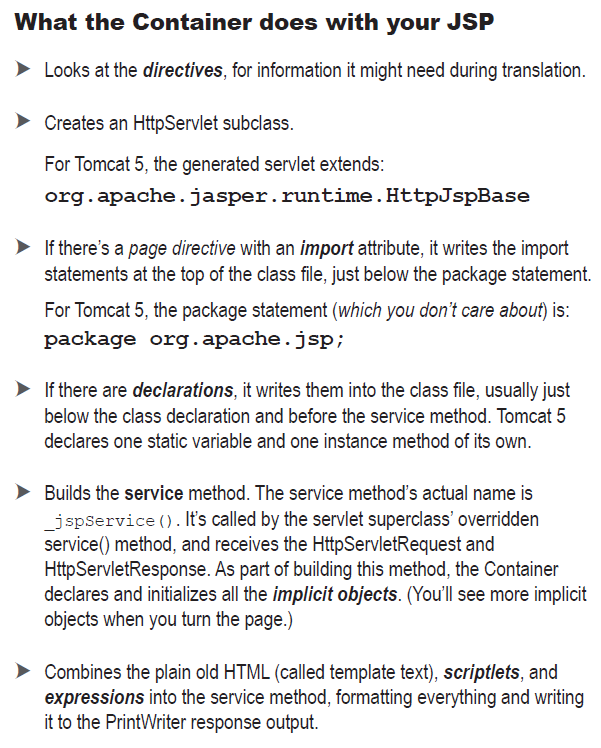 What the Container does with your JSP
Looks at the directives, for information it might need during translation.
Creates an HttpServlet subclass.
For Tomcat 5, the generated servlet extends:
org.apache.jasper.runtime.HttpJspBase
If there’s a page directive with an import attribute, it writes the import
statements at the top of the class file, just below the package statement.
For Tomcat 5, the package statement (which you don’t care about) is:
package org.apache.jsp;
If there are declarations, it writes them into the class file, usually just
below the class declaration and before the service method. Tomcat 5
declares one static variable and one instance method of its own.
Builds the service method. The service method’s actual name is
_jspService(). It’s called by the servlet superclass’ overridden
service() method, and receives the HttpServletRequest and
HttpServletResponse. As part of building this method, the Container
declares and initializes all the implicit objects. (You’ll see more implicit
objects when you turn the page.)
Combines the plain old HTML (called template text), scriptlets, and
expressions into the service method, formatting everything and writing
it to the PrintWriter response output.